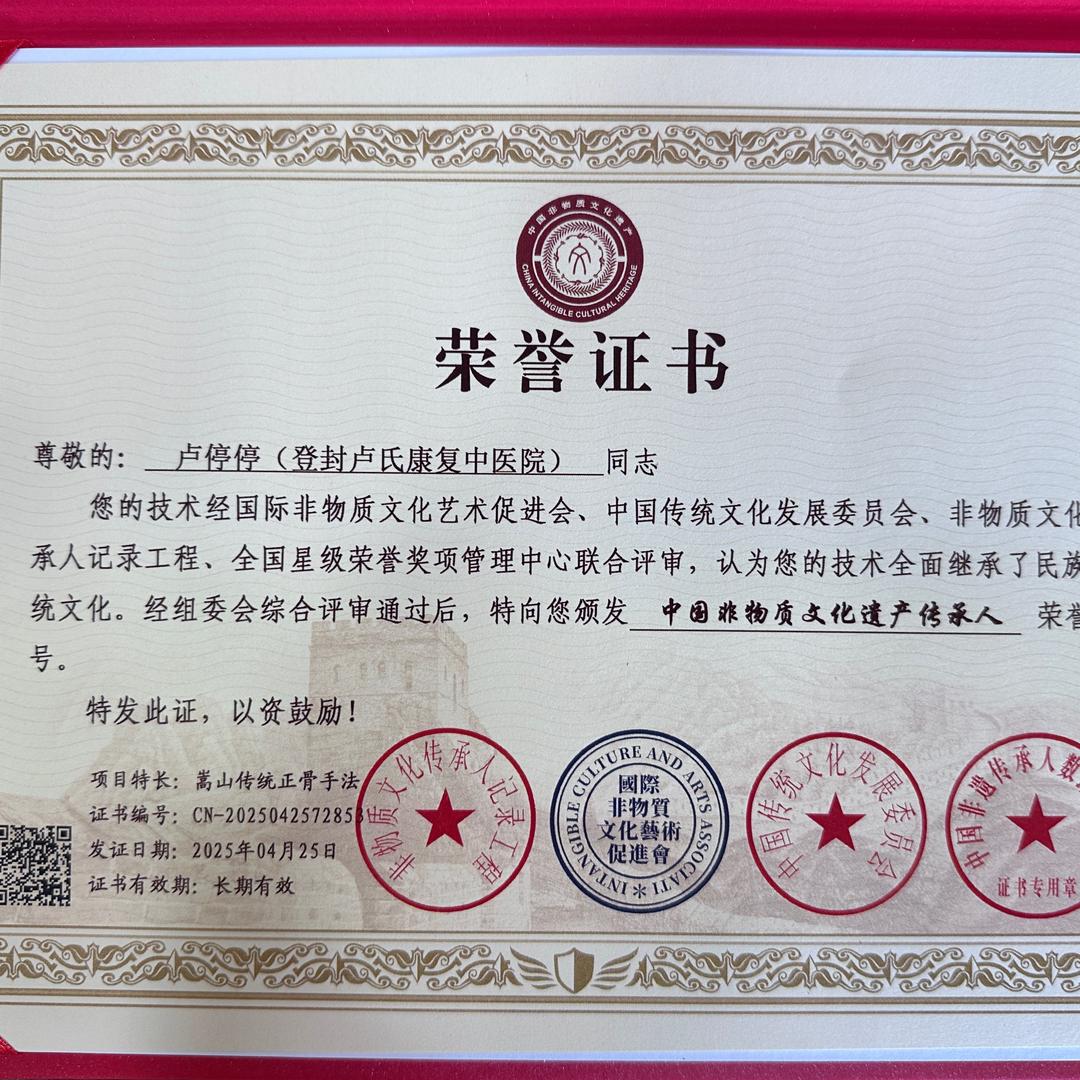 中国非物质文化遗产
CHINA INTANGIBLE CULTURAL HERITAGE
荣誉证书
尊敬的: 卢停停（登封卢氏康复中医院） 同志
您的技术经国际非物质文化艺术促进会、中国传统文化发展委员会、非物质文化
承人记录工程、全国星级荣誉奖项管理中心联合评审，认为您的技术全面继承了民族
统文化。经组委会综合评审通过后，特向您颁发 中国非物质文化遗产传承人 荣誉
号。
特发此证，以资鼓励！
项目特长：嵩山传统正骨手法
证书编号：CN-202504257285
发证日期：2025年04月25日
证书有效期：长期有效
非物质文化传承人记录工程
INTANGIBLE CULTURE AND ARTS ASSOCIATI
國際
非物質
文化藝術
促進會
中国传统文化发展委员会
中国非遗传承人数
证书专用章